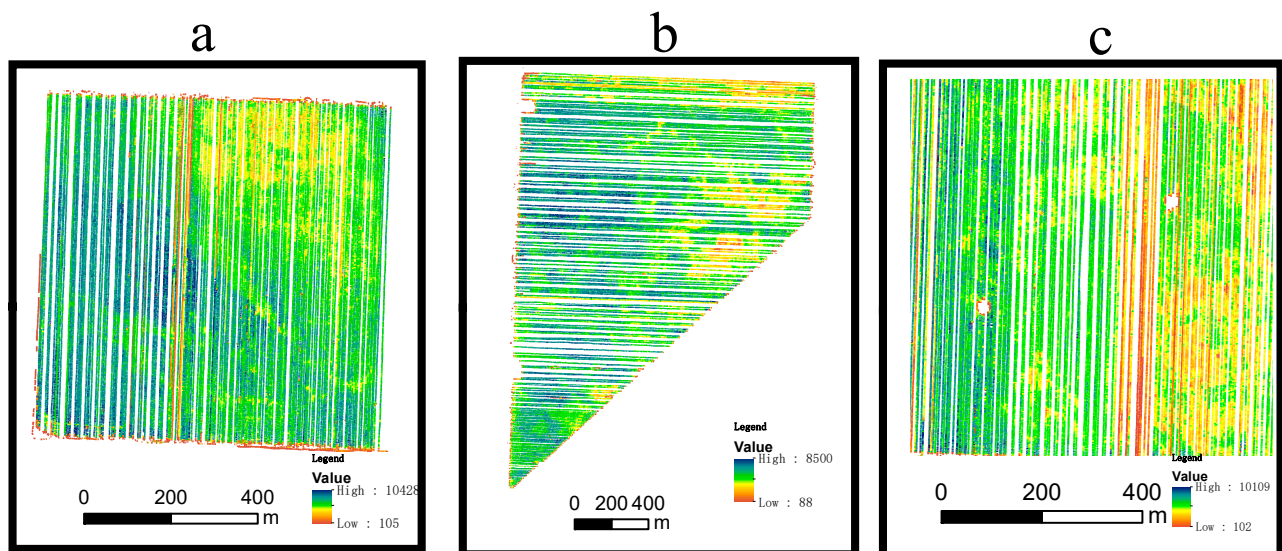 a
b
c
Legend
Value
High : 10428
Low : 105
0 200 400
m
Legend
Value
High : 8500
Low : 88
0 200 400
m
Legend
Value
High : 10109
Low : 102
0 200 400
m